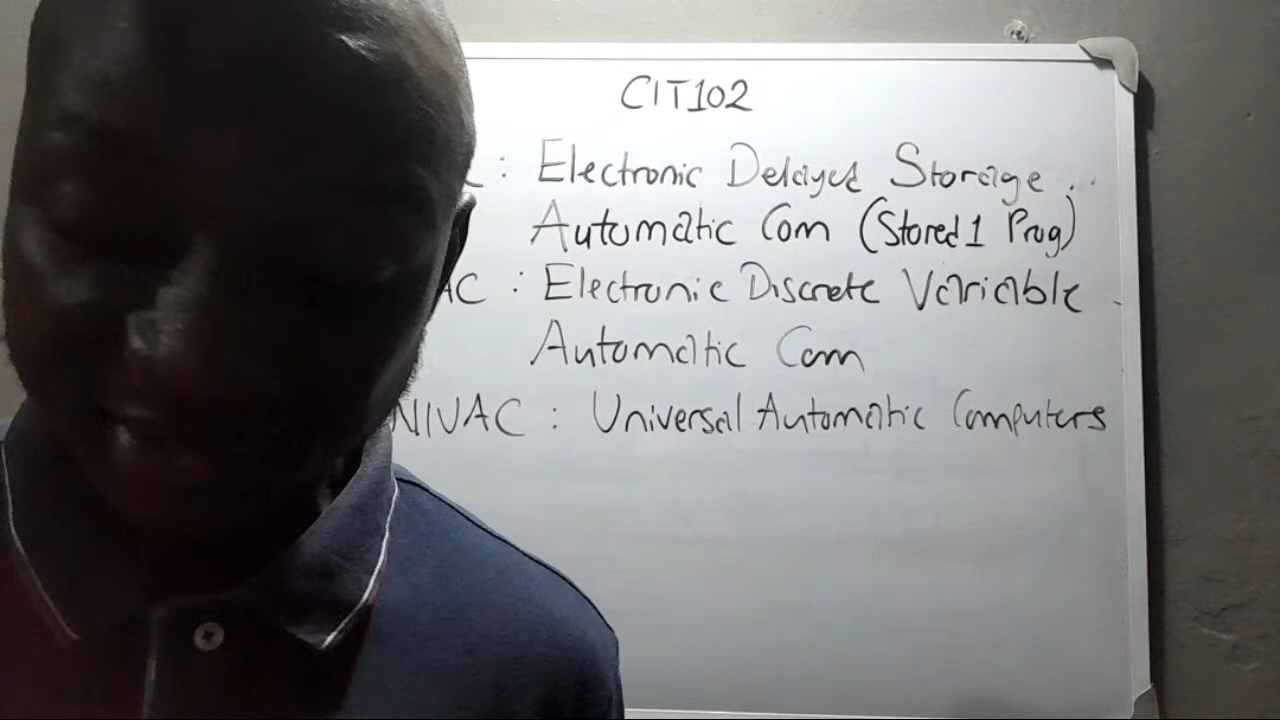 CIT102
C : Electronic Delayed Storage
Automatic Com (Stored 1 Prog)
AC : Electronic Discrete Variable
Automatic Com
NIVAC : Universal Automatic Computers